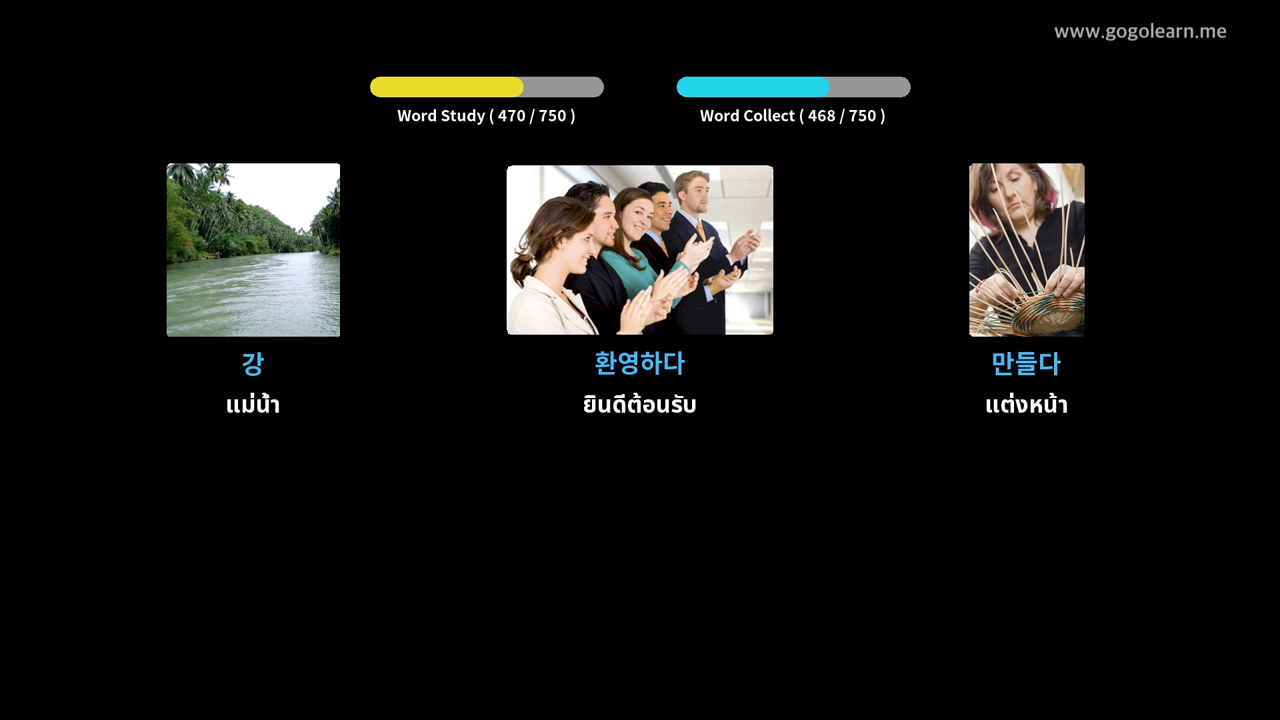 www.gogolearn.me
Word Study ( 470 / 750 )
Word Collect ( 468 / 750 )
강
환영하다
만들다
แม่น้ำ
ยินดีต้อนรับ
แต่งหน้า